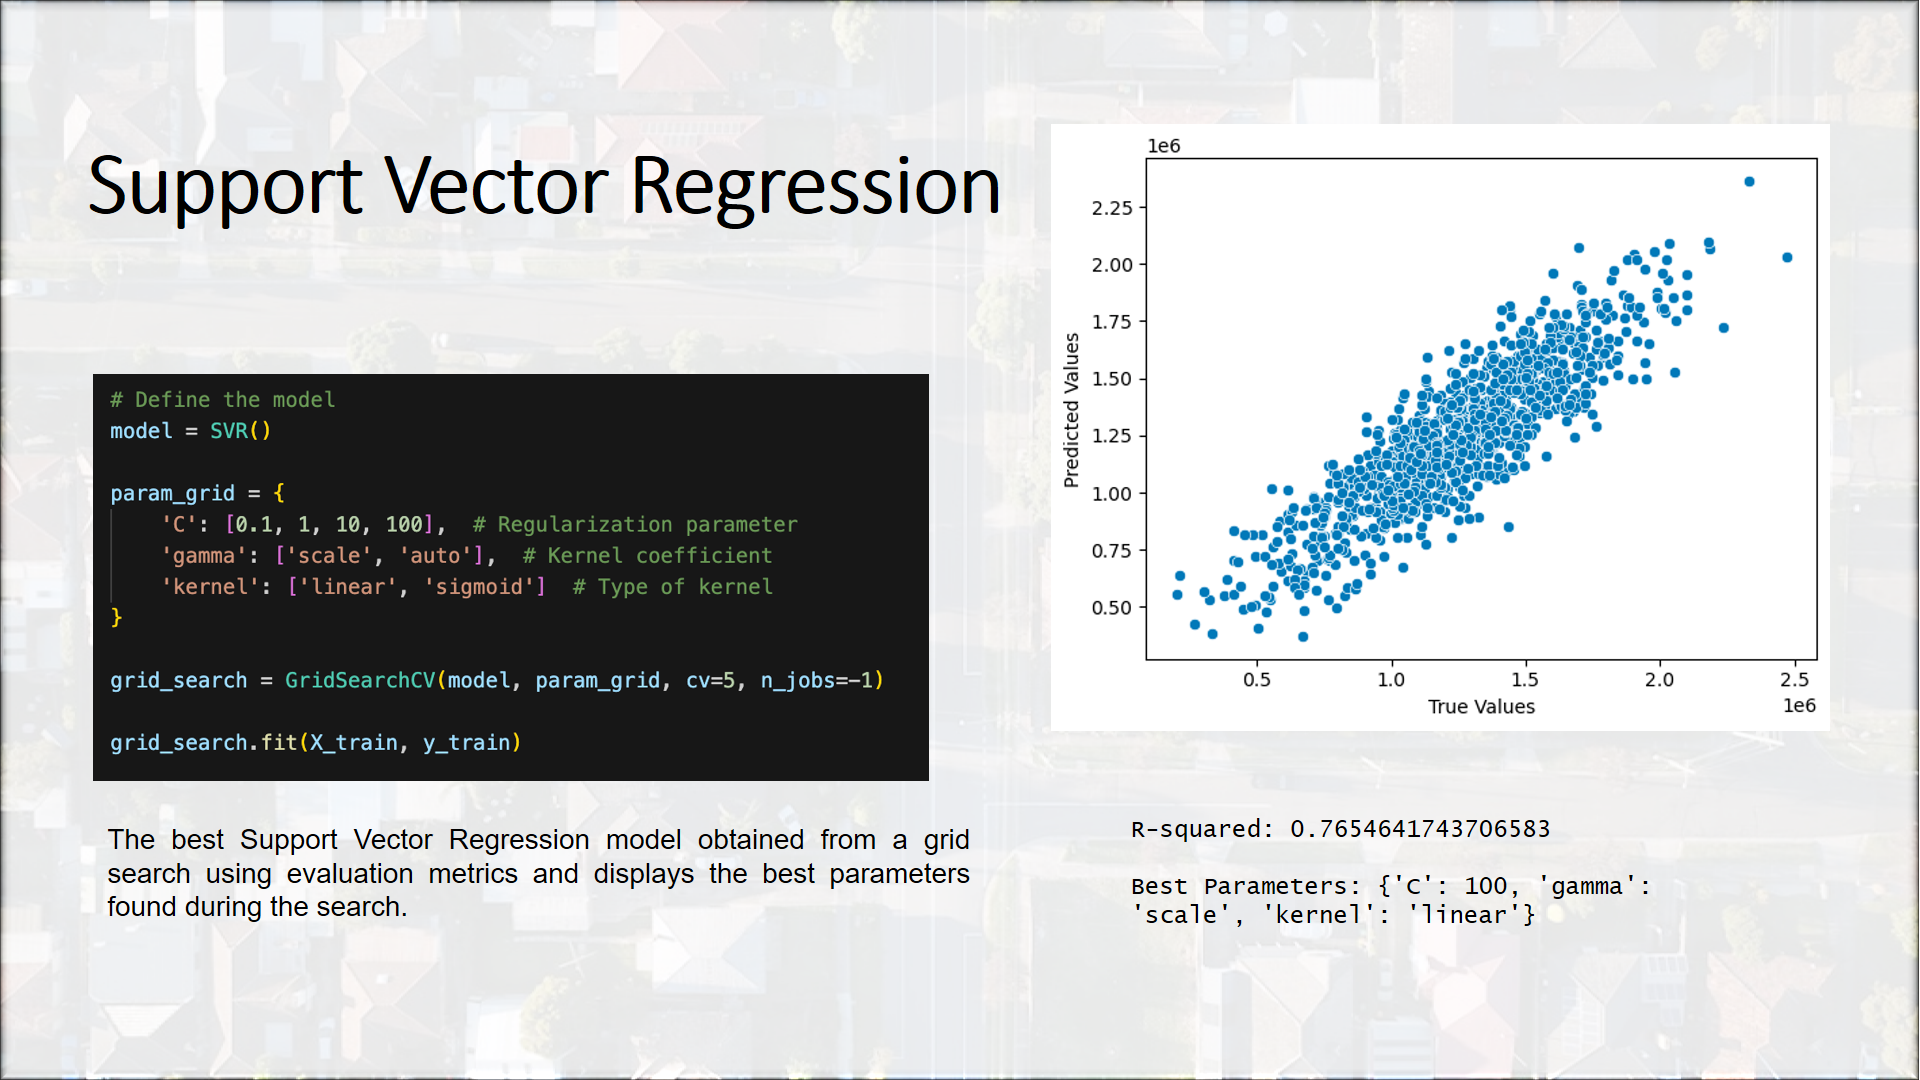 Support Vector Regression
# Define the model
model = SVR()
param_grid = {
'C': [0.1, 1, 10, 100], # Regularization parameter
'gamma': ['scale', 'auto'], # Kernel coefficient
'kernel': ['linear', 'sigmoid'] # Type of kernel
}
grid_search = GridSearchCV(model, param_grid, cv=5, n_jobs=-1)
grid_search.fit(X_train, y_train)
The best Support Vector Regression model obtained from a grid
search using evaluation metrics and displays the best parameters
found during the search.
1e6
2.25
2.00
1.75
1.50
1.25
1.00
0.75
0.50
Predicted Values
0.5 1.0 1.5 2.0 2.5
True Values
1e6
R-squared: 0.7654641743706583
Best Parameters: {'C': 100, 'gamma':
'scale', 'kernel': 'linear'}